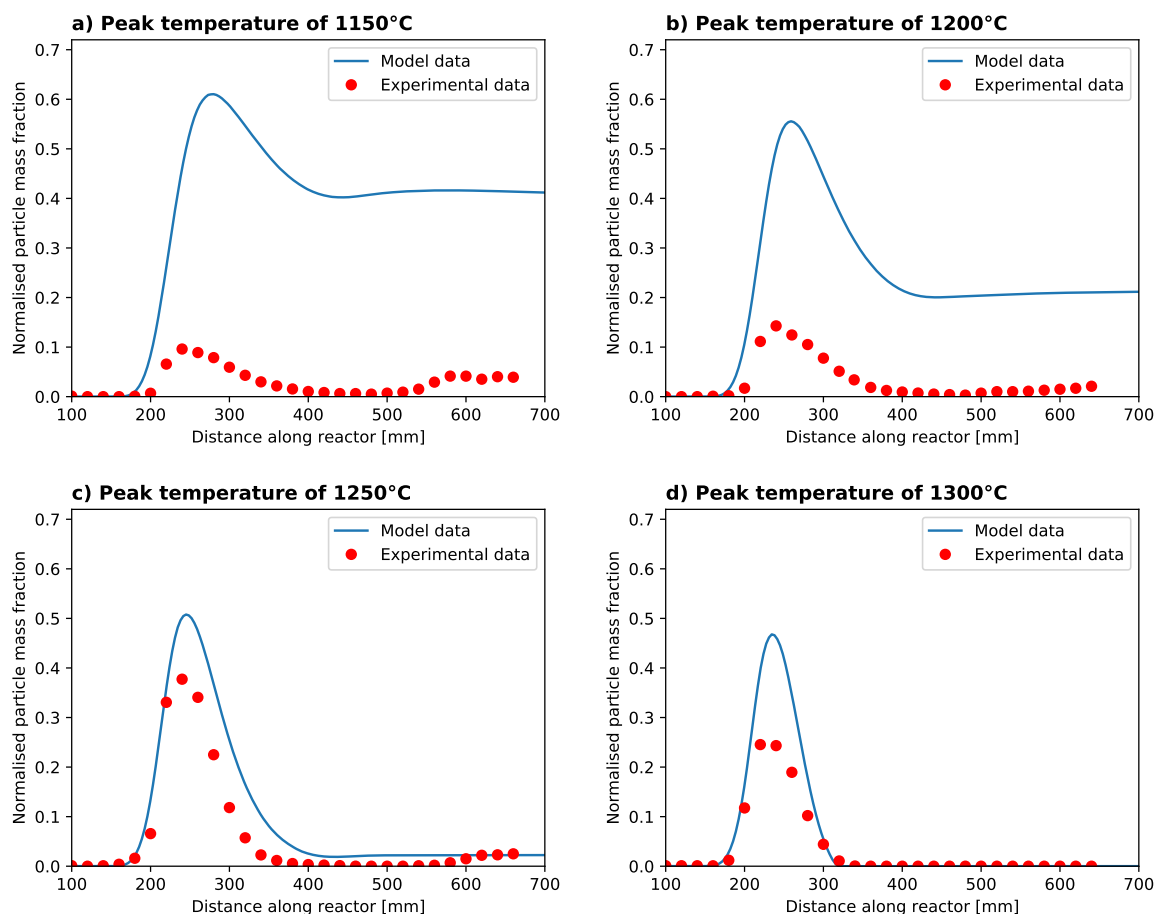 a) Peak temperature of 1150°C
Normalised particle mass fraction
0.7
0.6
0.5
0.4
0.3
0.2
0.1
0.0
Model data
Experimental data
100 200 300 400 500 600 700
Distance along reactor [mm]
b) Peak temperature of 1200°C
Normalised particle mass fraction
0.7
0.6
0.5
0.4
0.3
0.2
0.1
0.0
Model data
Experimental data
100 200 300 400 500 600 700
Distance along reactor [mm]
c) Peak temperature of 1250°C
Normalised particle mass fraction
0.7
0.6
0.5
0.4
0.3
0.2
0.1
0.0
Model data
Experimental data
100 200 300 400 500 600 700
Distance along reactor [mm]
d) Peak temperature of 1300°C
Normalised particle mass fraction
0.7
0.6
0.5
0.4
0.3
0.2
0.1
0.0
Model data
Experimental data
100 200 300 400 500 600 700
Distance along reactor [mm]